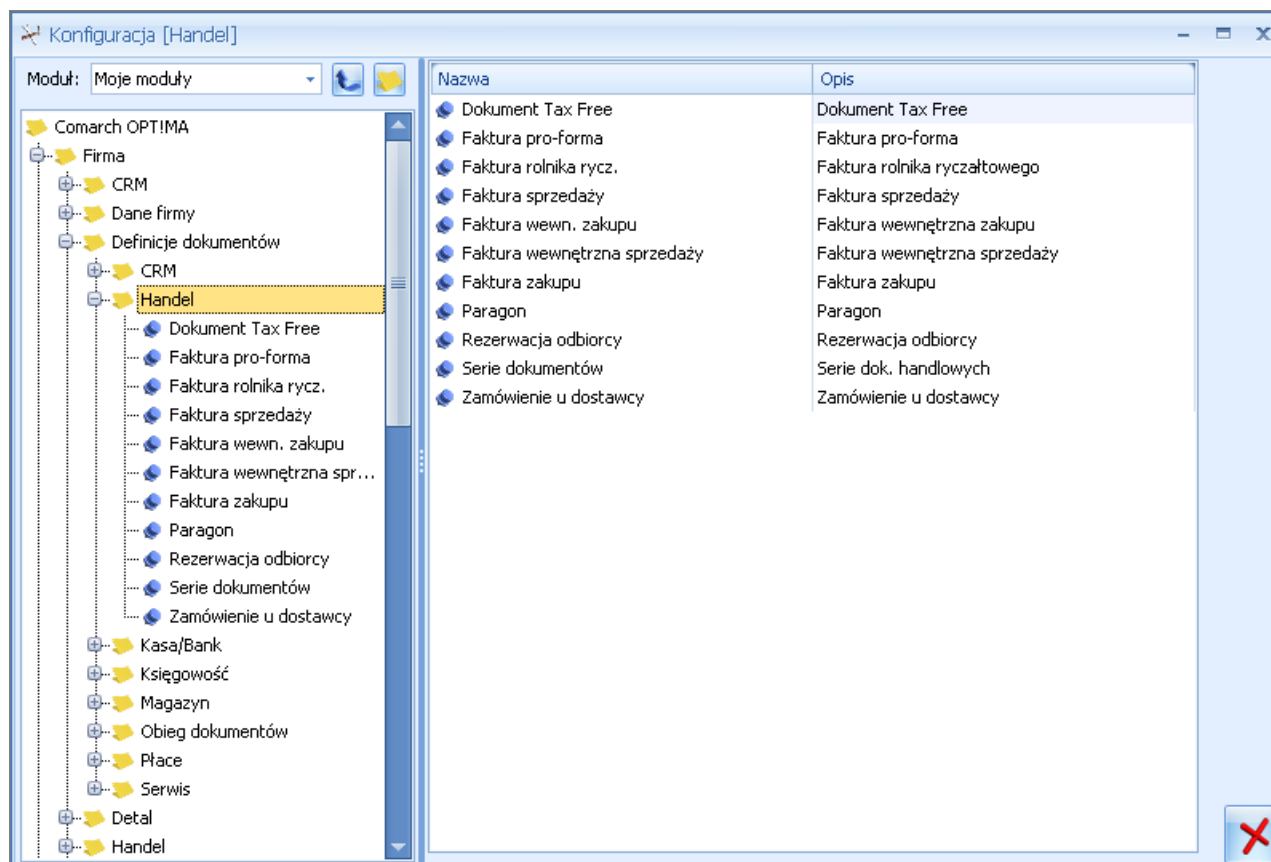 Konfiguracja [Handel]
Moduł: Moje moduły
Comarch OPT!MA
Firma
CRM
Dane firmy
Definicje dokumentów
CRM
Handel
Dokument Tax Free
Faktura pro-forma
Faktura rolnika rycz.
Faktura sprzedaży
Faktura wewn. zakupu
Faktura wewnętrzna spr...
Faktura zakupu
Paragon
Rezerwacja odbiorcy
Serie dokumentów
Zamówienie u dostawcy
Kasa/Bank
Księgowość
Magazyn
Obieg dokumentów
Płace
Serwis
Detal
Handel
Nazwa Opis
Dokument Tax Free Dokument Tax Free
Faktura pro-forma Faktura pro-forma
Faktura rolnika rycz. Faktura rolnika ryczałtowego
Faktura sprzedaży Faktura sprzedaży
Faktura wewn. zakupu Faktura wewnętrzna zakupu
Faktura wewnętrzna sprzedaży Faktura wewnętrzna sprzedaży
Faktura zakupu Faktura zakupu
Paragon Paragon
Rezerwacja odbiorcy Rezerwacja odbiorcy
Serie dokumentów Serie dok. handlowych
Zamówienie u dostawcy Zamówienie u dostawcy